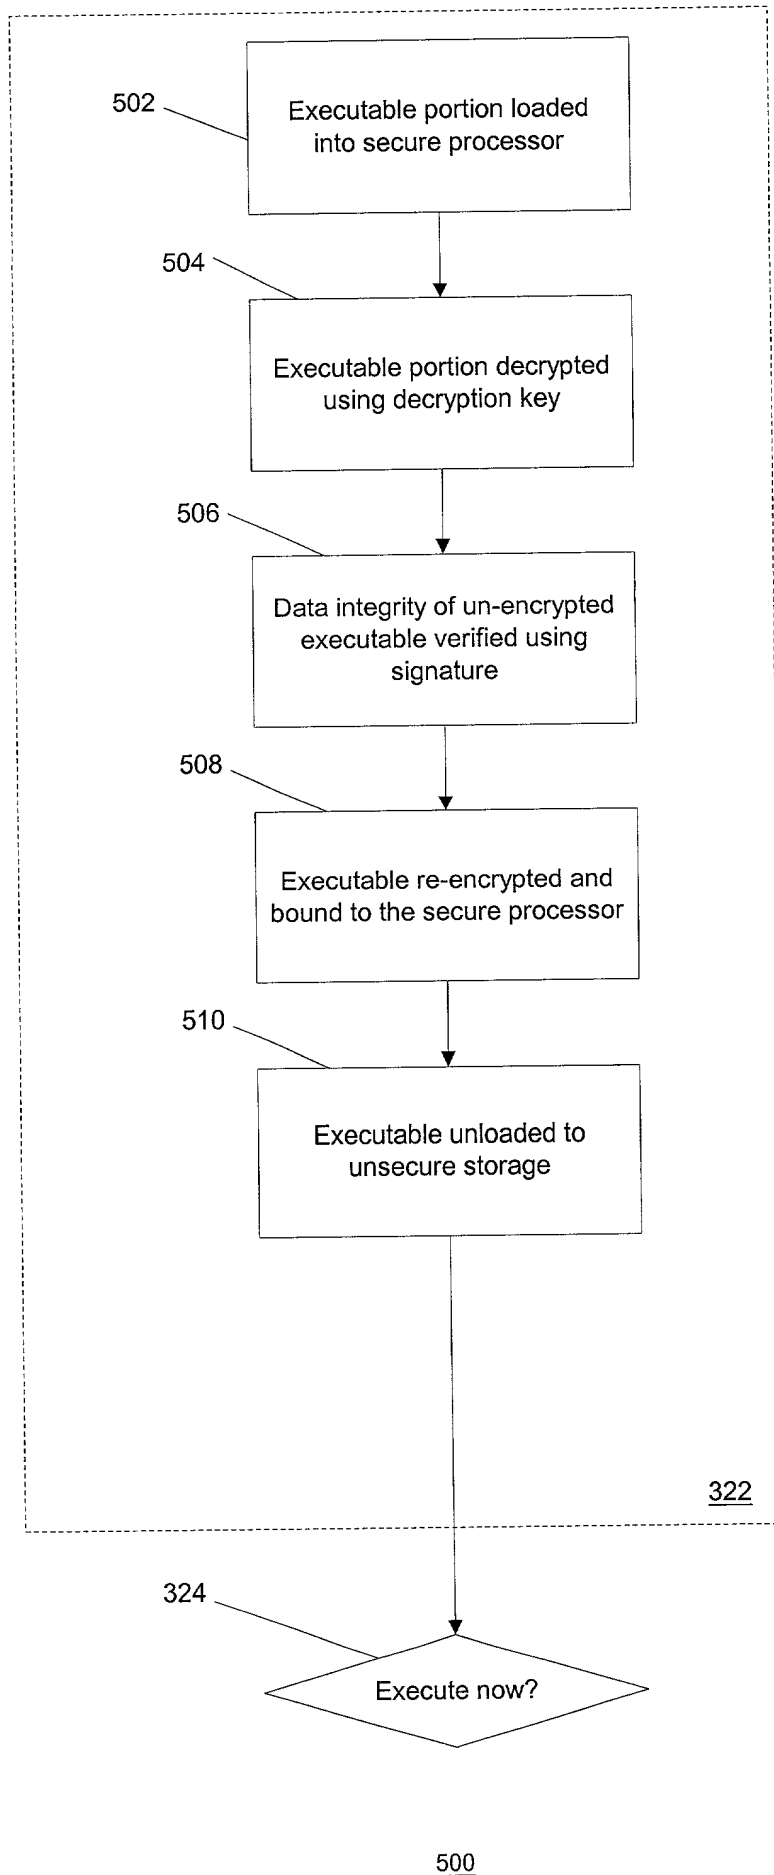 502
Executable portion loaded
into secure processor
504
Executable portion decrypted
using decryption key
506
Data integrity of un-encrypted
executable verified using
signature
508
Executable re-encrypted and
bound to the secure processor
510
Executable unloaded to
unsecure storage
322
324
Execute now?
500